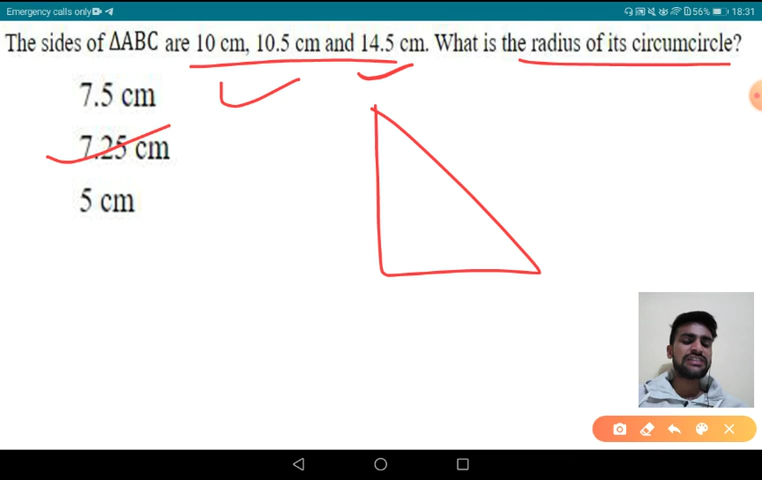 Emergency calls only 56% 18:31
The sides of ΔABC are 10 cm, 10.5 cm and 14.5 cm. What is the radius of its circumcircle?
7.5 cm
7.25 cm
5 cm